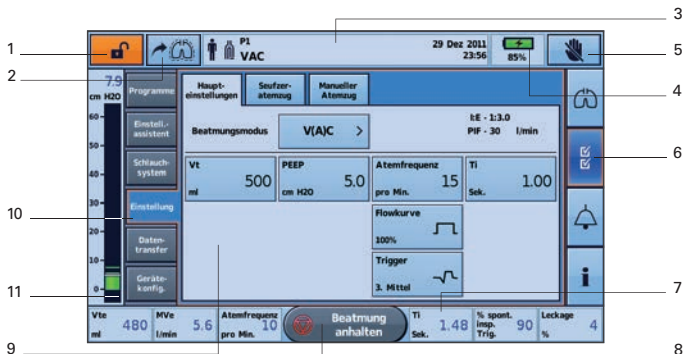 3
1
2
P1
VAC
29 Dez 2011
23:56
85%
5
4
7.9
cm H2O
60
50
40
30
20
10
0
Programme
Einstell.-
assistent
Schlauch-
system
Einstellung
Daten-
transfer
Geräte-
konfig.
Haupt-
einstellungen
Seufzer-
atemzug
Manueller
Atemzug
Beatmungsmodus
V(A)C >
I:E - 1:3.0
PIF - 30 l/min
Vt
500
ml
PEEP
5.0
cm H2O
Atemfrequenz
15
pro Min.
Ti
1.00
Sek.
Flowkurve
100%
Trigger
3. Mittel
i
6
10
11
7
Vte
480
ml
MVe
5.6
l/min
Atemfrequenz
10
pro Min.
Beatmung
anhalten
Ti
1.48
Sek.
% spont.
insp.
Trig.
90
Leckage
4
%
9
8